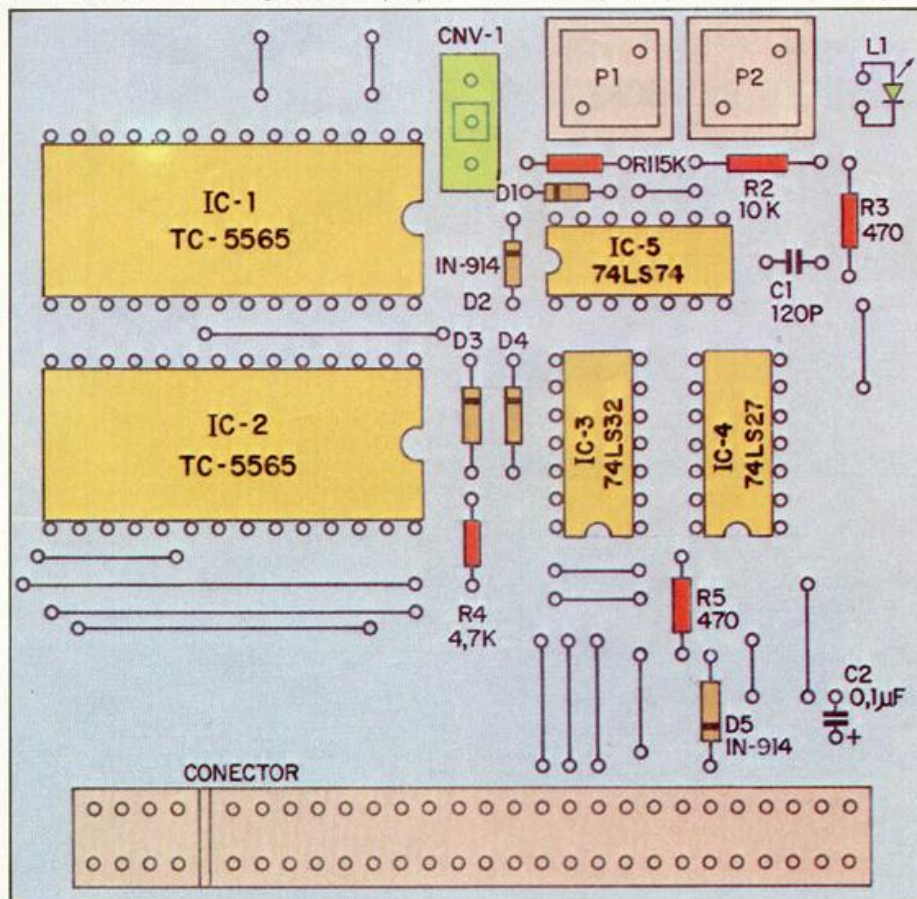 CNV-1
P1
P2
L1
IC-1
TC-5565
R115K
R2
10K
R3
470
D1
IN-914
D2
IC-5
74LS74
C1
120P
D3
D4
IC-2
TC-5565
IC-3
74LS32
IC-4
74LS27
R4
4,7K
R5
470
C2
0,1µF
+
D5
IN-914
CONECTOR